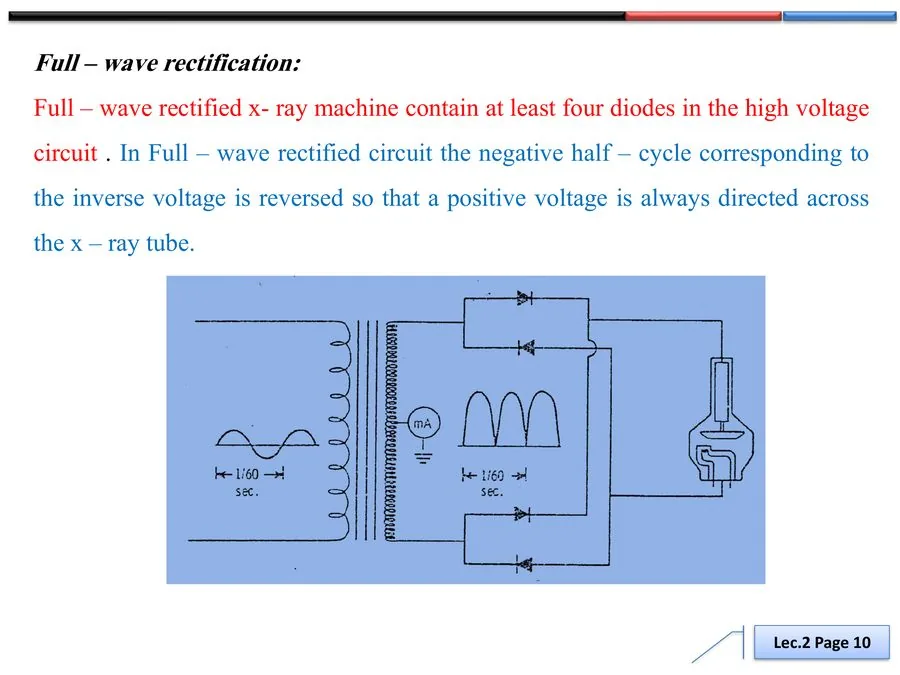 Full – wave rectification:
Full – wave rectified x- ray machine contain at least four diodes in the high voltage
circuit . In Full – wave rectified circuit the negative half – cycle corresponding to
the inverse voltage is reversed so that a positive voltage is always directed across
the x – ray tube.
mA
1/60
sec.
1/60
sec.
Lec.2 Page 10